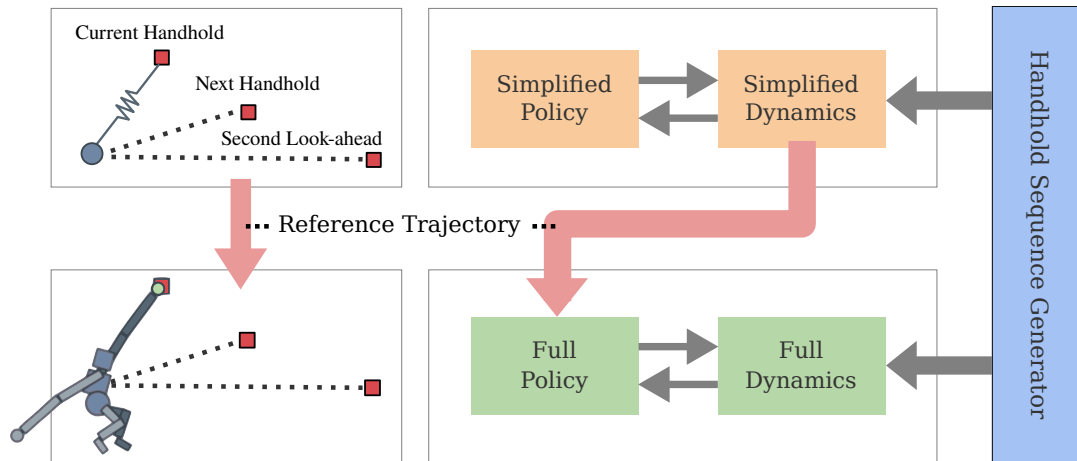 Current Handhold
Next Handhold
Second Look-ahead
Simplified
Policy
Simplified
Dynamics
··· Reference Trajectory ···
Full
Policy
Full
Dynamics
Handhold Sequence Generator